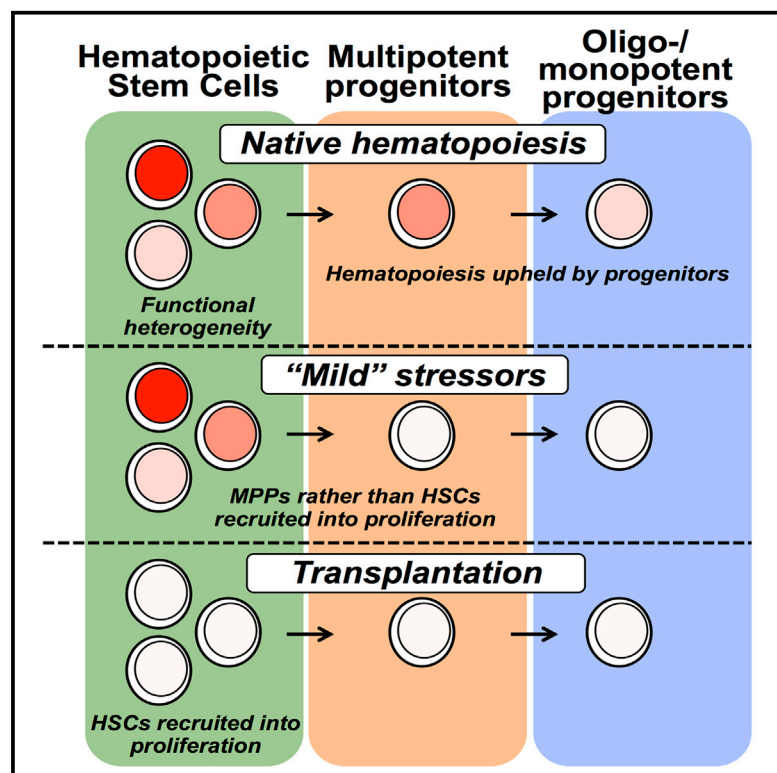 Hematopoietic
Stem Cells
Multipotent
progenitors
Oligo-/
monopotent
progenitors
Native hematopoiesis
Hematopoiesis upheld by progenitors
Functional
heterogeneity
“Mild” stressors
MPPs rather than HSCs
recruited into proliferation
Transplantation
HSCs recruited into
proliferation